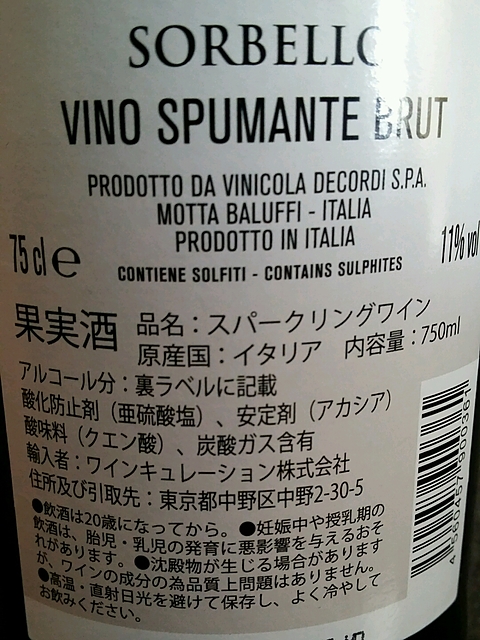 SORBELLO
VINO SPUMANTE BRUT
PRODOTTO DA VINICOLA DECORDI S.P.A.
MOTTA BALUFFI - ITALIA
PRODOTTO IN ITALIA
75 cl e
11% vol
CONTIENE SOLFITI - CONTAINS SULPHITES
果実酒 品名：スパークリングワイン
原産国：イタリア 内容量：750ml
アルコール分：裏ラベルに記載
酸化防止剤（亜硫酸塩）、安定剤（アカシア）
酸味料（クエン酸）、炭酸ガス含有
輸入者：ワインキュレーション株式会社
住所及び引取先：東京都中野区中野2-30-5
●飲酒は20歳になってから。●妊娠中や授乳期の
飲酒は、胎児・乳児の発育に悪影響を与えるおそ
れがあります。●沈殿物が生じる場合があります
が、ワインの成分の為品質上問題はありません。
●高温・直射日光を避けて保存し、よく冷やして
お飲みください。
4 560457 900361